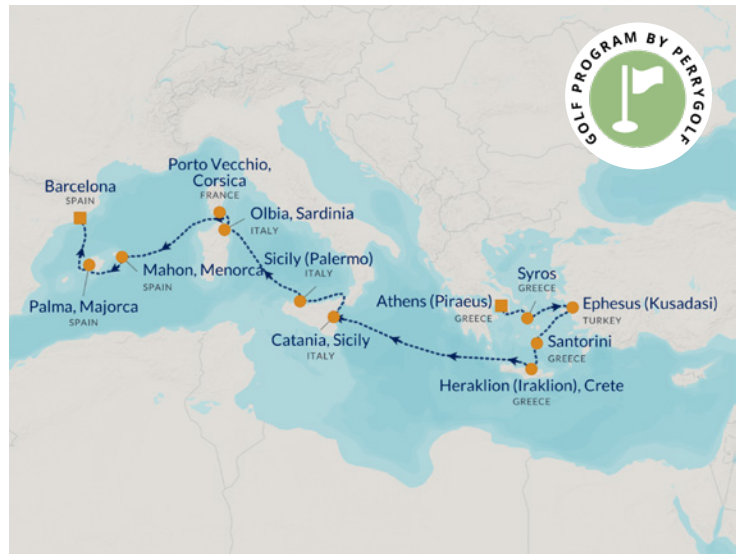 GOLF PROGRAM BY PERRYGOLF
Porto Vecchio,
Corsica
FRANCE
Barcelona
SPAIN
Olbia, Sardinia
ITALY
Sicily (Palermo)
ITALY
Mahon, Menorca
SPAIN
Palma, Majorca
SPAIN
Catania, Sicily
ITALY
Athens (Piraeus)
GREECE
Syros
GREECE
Ephesus (Kusadasi)
TURKEY
Santorini
GREECE
Heraklion (Iraklion), Crete
GREECE